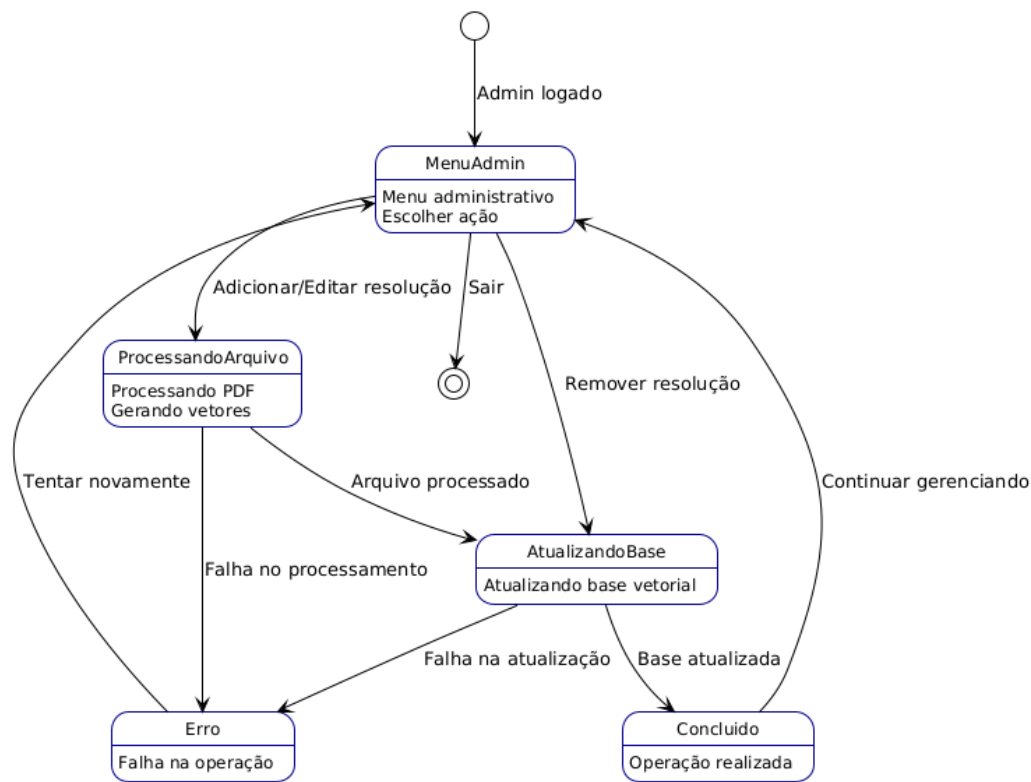 Admin logado
MenuAdmin
Menu administrativo
Escolher ação
Adicionar/Editar resolução
Sair
ProcessandoArquivo
Processando PDF
Gerando vetores
Remover resolução
Tentar novamente
Arquivo processado
Continuar gerenciando
AtualizandoBase
Atualizando base vetorial
Falha no processamento
Falha na atualização
Base atualizada
Erro
Falha na operação
Concluido
Operação realizada